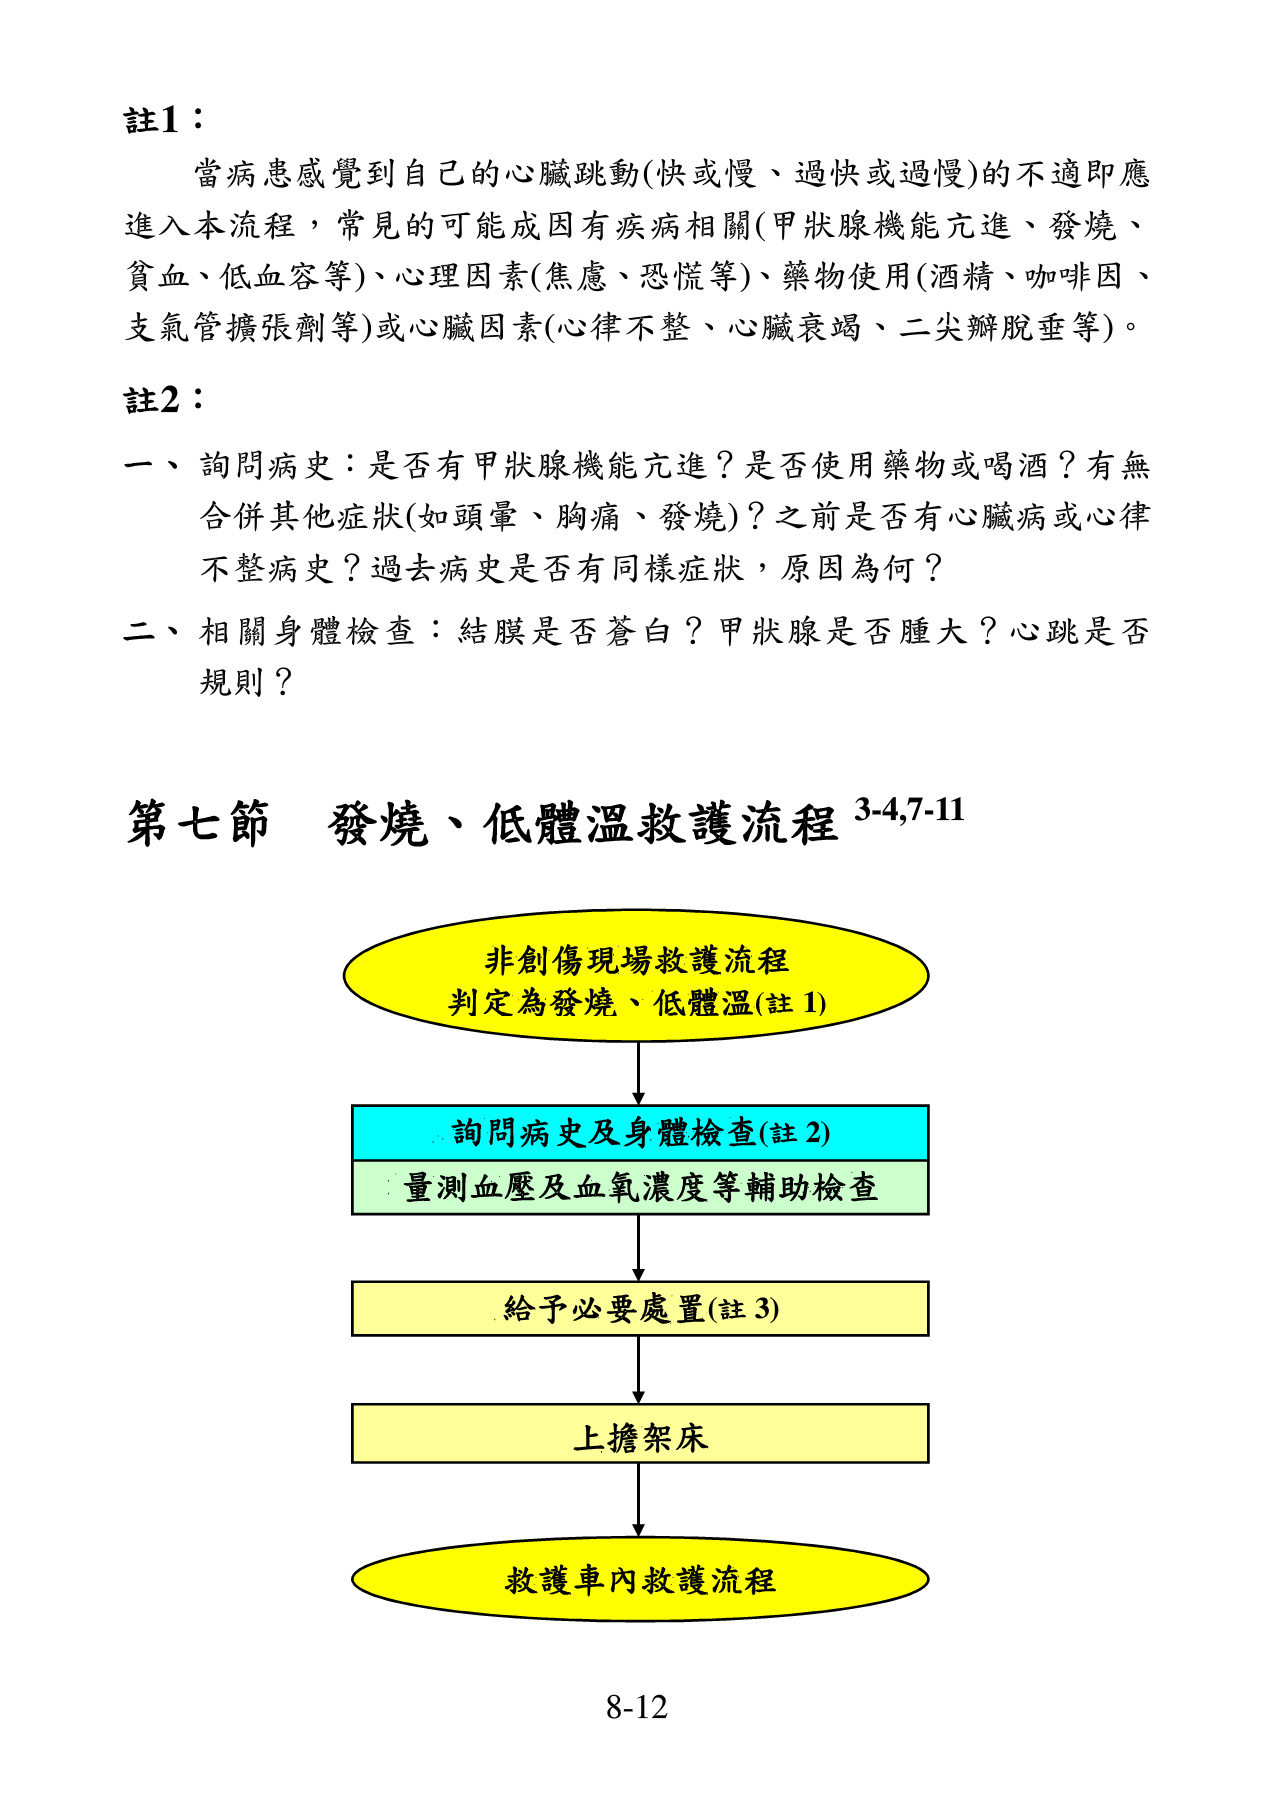 註1：
當病患感覺到自己的心臟跳動(快或慢、過快或過慢)的不適即應
進入本流程，常見的可能成因有疾病相關(甲狀腺機能亢進、發燒、
貧血、低血容等)、心理因素(焦慮、恐慌等)、藥物使用(酒精、咖啡因、
支氣管擴張劑等)或心臟因素(心律不整、心臟衰竭、二尖瓣脫垂等)。
註2：
一、 詢問病史：是否有甲狀腺機能亢進？是否使用藥物或喝酒？有無
合併其他症狀(如頭暈、胸痛、發燒)？之前是否有心臟病或心律
不整病史？過去病史是否有同樣症狀，原因為何？
二、 相關身體檢查：結膜是否蒼白？甲狀腺是否腫大？心跳是否
規則？
第七節　發燒、低體溫救護流程 3-4,7-11
非創傷現場救護流程
判定為發燒、低體溫(註 1)
詢問病史及身體檢查(註 2)
量測血壓及血氧濃度等輔助檢查
給予必要處置(註 3)
上擔架床
救護車內救護流程
8-12